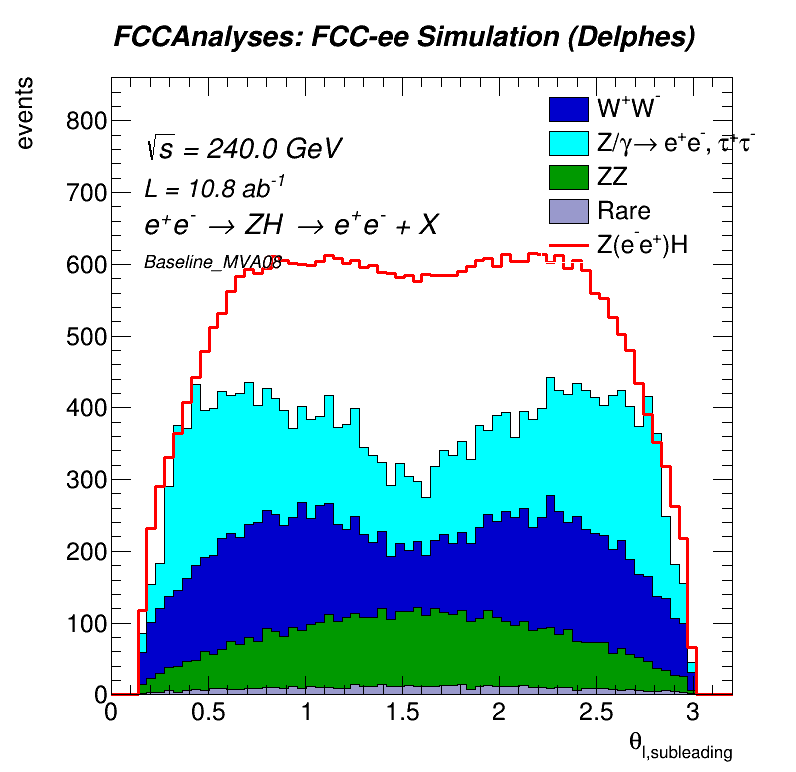 FCCAnalyses: FCC-ee Simulation (Delphes)
events
√s = 240.0 GeV
L = 10.8 ab⁻¹
e⁺e⁻ → ZH → e⁺e⁻ + X
Baseline_MVA08
W⁺W⁻
Z/γ→ e⁺e⁻, τ⁺τ⁻
ZZ
Rare
Z(e⁻e⁺)H
800
700
600
500
400
300
200
100
0
0 0.5 1 1.5 2 2.5 3
θ l,subleading